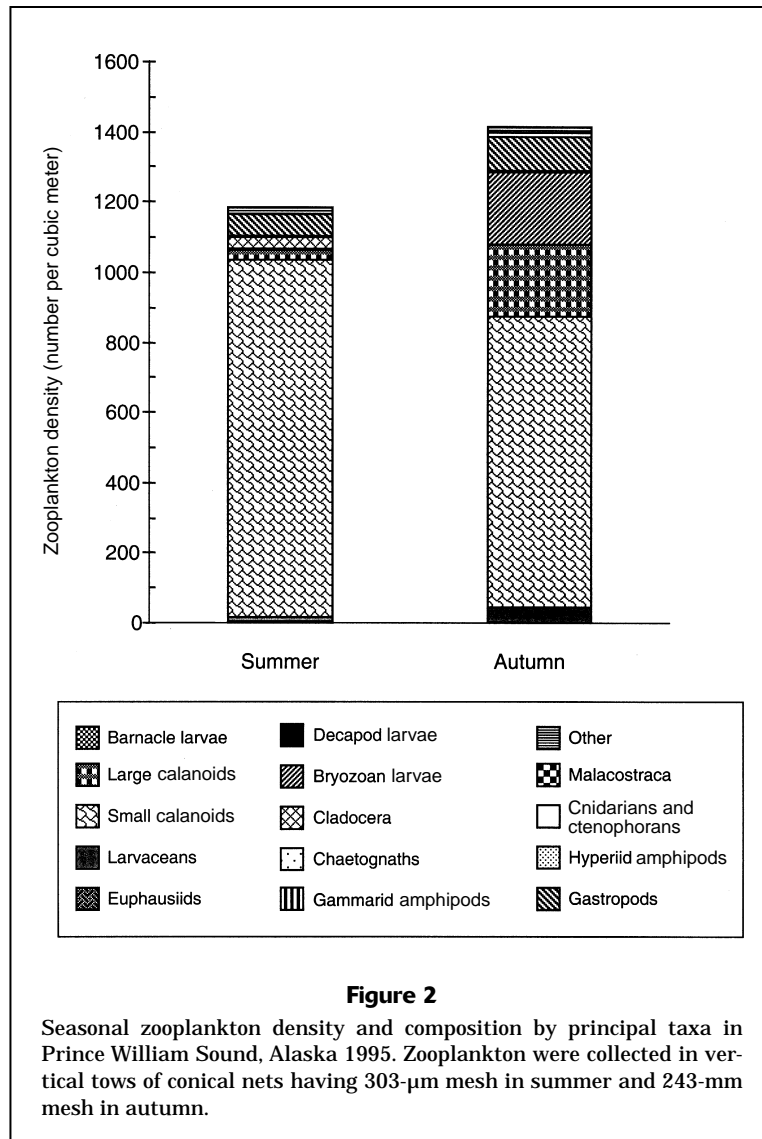 1600
1400
1200
1000
800
600
400
200
0
Zooplankton density (number per cubic meter)
Summer Autumn
Barnacle larvae Decapod larvae Other
Large calanoids Bryozoan larvae Malacostraca
Small calanoids Cladocera Cnidarians and ctenophorans
Larvaceans Chaetognaths Hyperiid amphipods
Euphausiids Gammarid amphipods Gastropods
Figure 2
Seasonal zooplankton density and composition by principal taxa in
Prince William Sound, Alaska 1995. Zooplankton were collected in ver-
tical tows of conical nets having 303-µm mesh in summer and 243-mm
mesh in autumn.